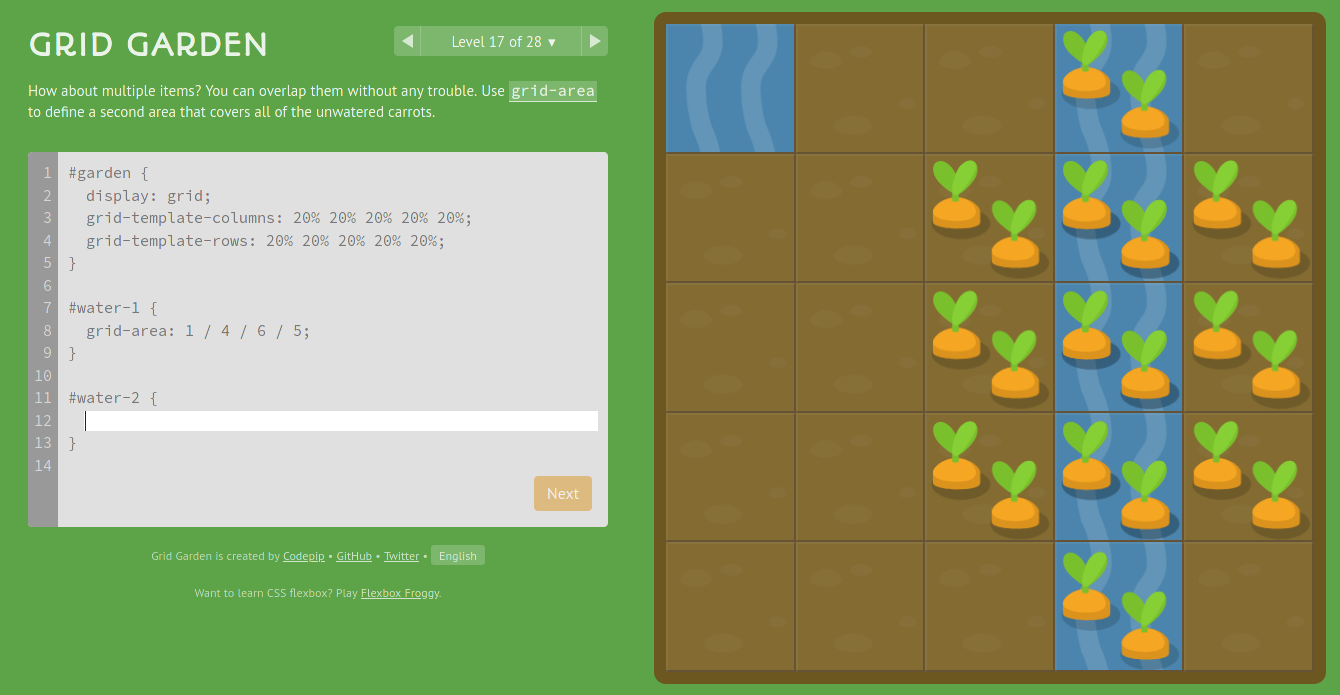 GRID GARDEN
◀ Level 17 of 28 ▼ ▶
How about multiple items? You can overlap them without any trouble. Use grid-area
to define a second area that covers all of the unwatered carrots.
1 #garden {
2   display: grid;
3   grid-template-columns: 20% 20% 20% 20% 20%;
4   grid-template-rows: 20% 20% 20% 20% 20%;
5 }
6
7 #water-1 {
8   grid-area: 1 / 4 / 6 / 5;
9 }
10
11 #water-2 {
12
13 }
14
Next
Grid Garden is created by Codepip • GitHub • Twitter • English
Want to learn CSS flexbox? Play Flexbox Froggy.